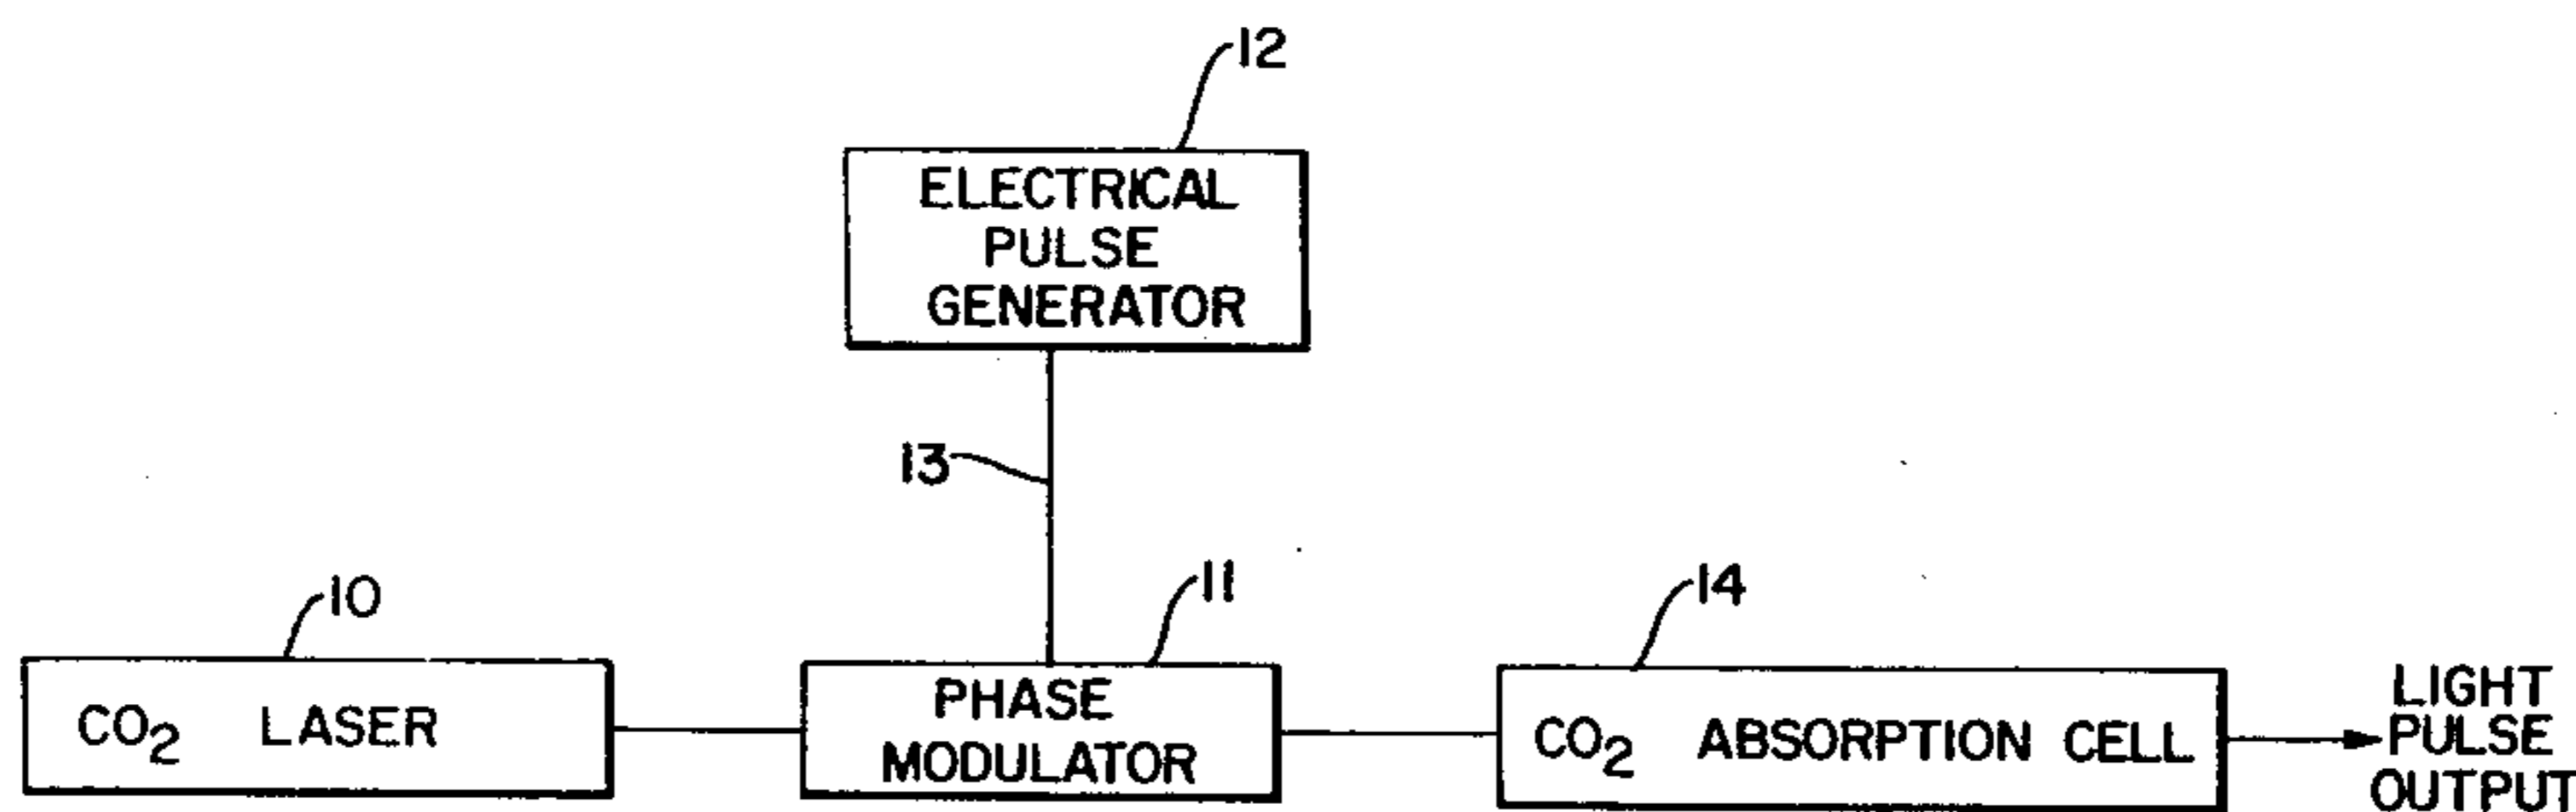 12
ELECTRICAL
PULSE
GENERATOR
13
10
11
14
CO2 LASER
PHASE
MODULATOR
CO2 ABSORPTION CELL
LIGHT
PULSE
OUTPUT